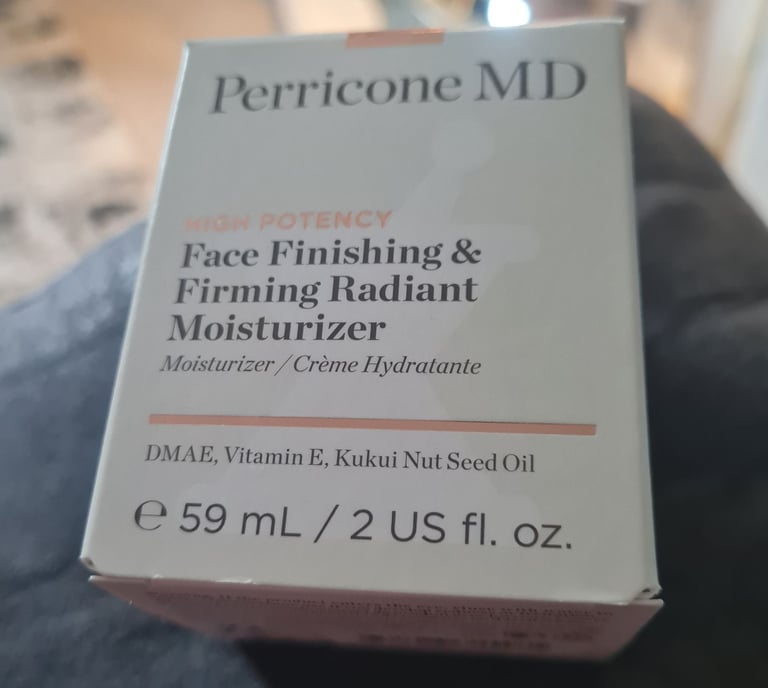 Perricone MD
HIGH POTENCY
Face Finishing &
Firming Radiant
Moisturizer
Moisturizer / Crème Hydratante
DMAE, Vitamin E, Kukui Nut Seed Oil
℮ 59 mL / 2 US fl. oz.